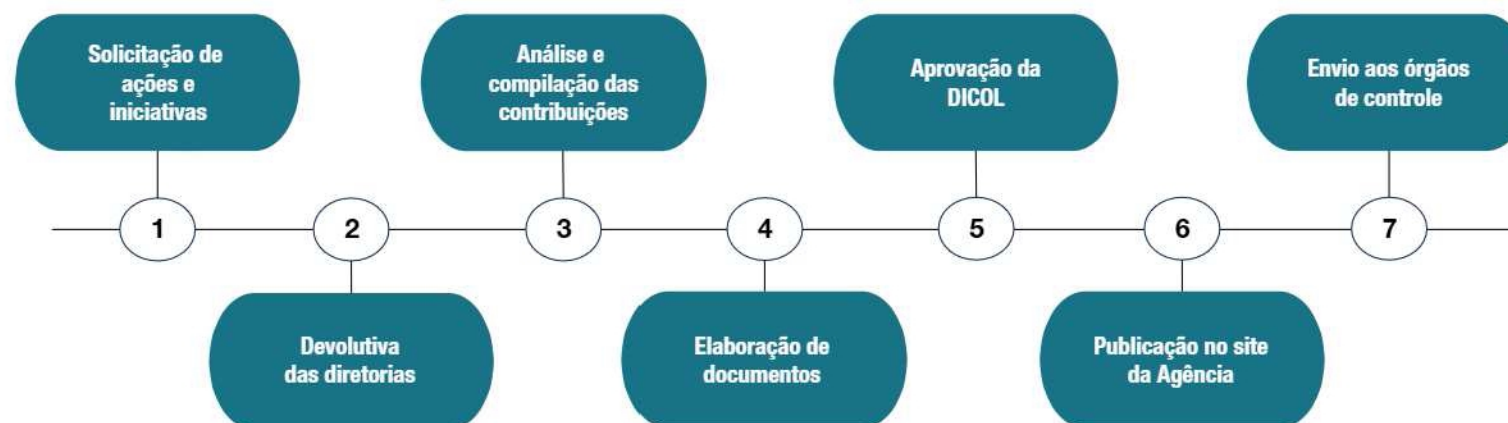 Solicitação de
ações e
iniciativas
Análise e
compilação das
contribuições
Aprovação da
DICOL
Envio aos órgãos
de controle
1
2
3
4
5
6
7
Devolutiva
das diretorias
Elaboração de
documentos
Publicação no site
da Agência